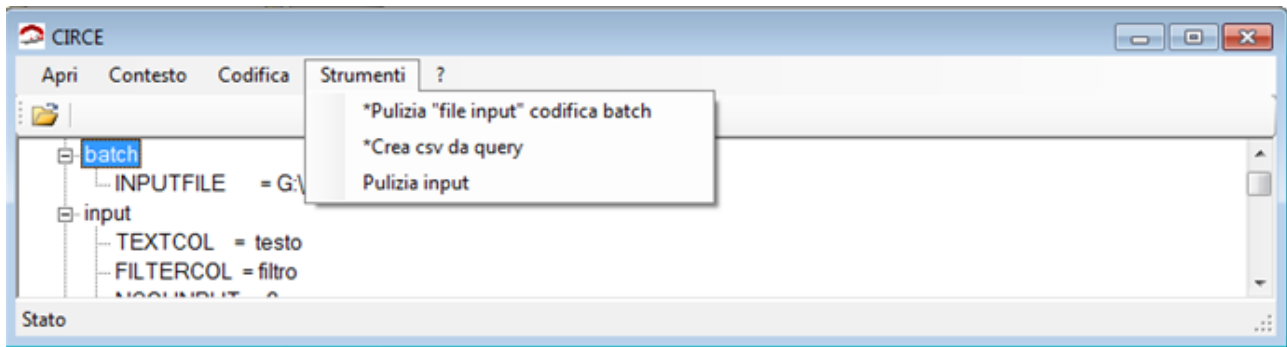 CIRCE
Apri Contesto Codifica Strumenti ?
*Pulizia "file input" codifica batch
*Crea csv da query
Pulizia input
batch
INPUTFILE = G:\
input
TEXTCOL = testo
FILTERCOL = filtro
Stato